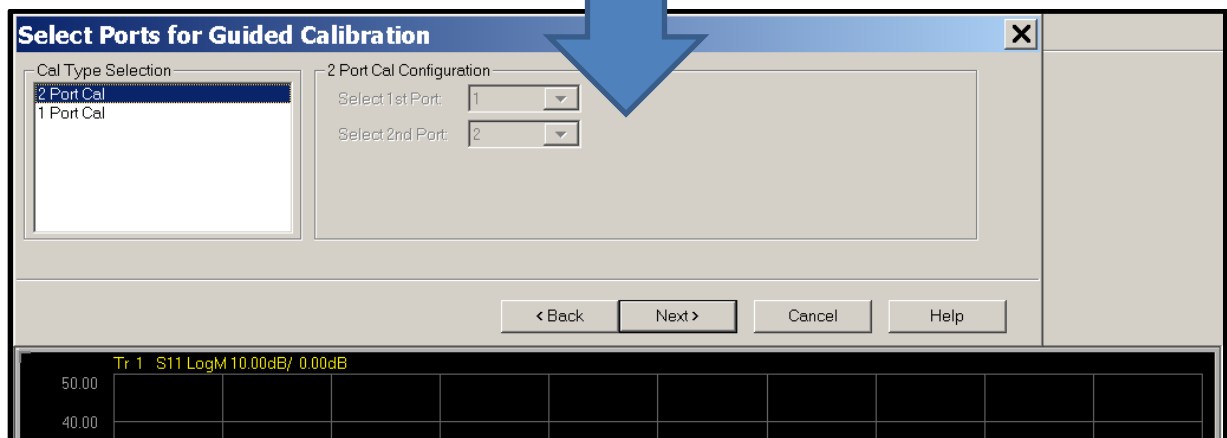 Select Ports for Guided Calibration
X
Cal Type Selection
2 Port Cal
1 Port Cal
2 Port Cal Configuration
Select 1st Port: 1
Select 2nd Port: 2
< Back
Next >
Cancel
Help
Tr 1 S11 LogM 10.00dB/ 0.00dB
50.00
40.00